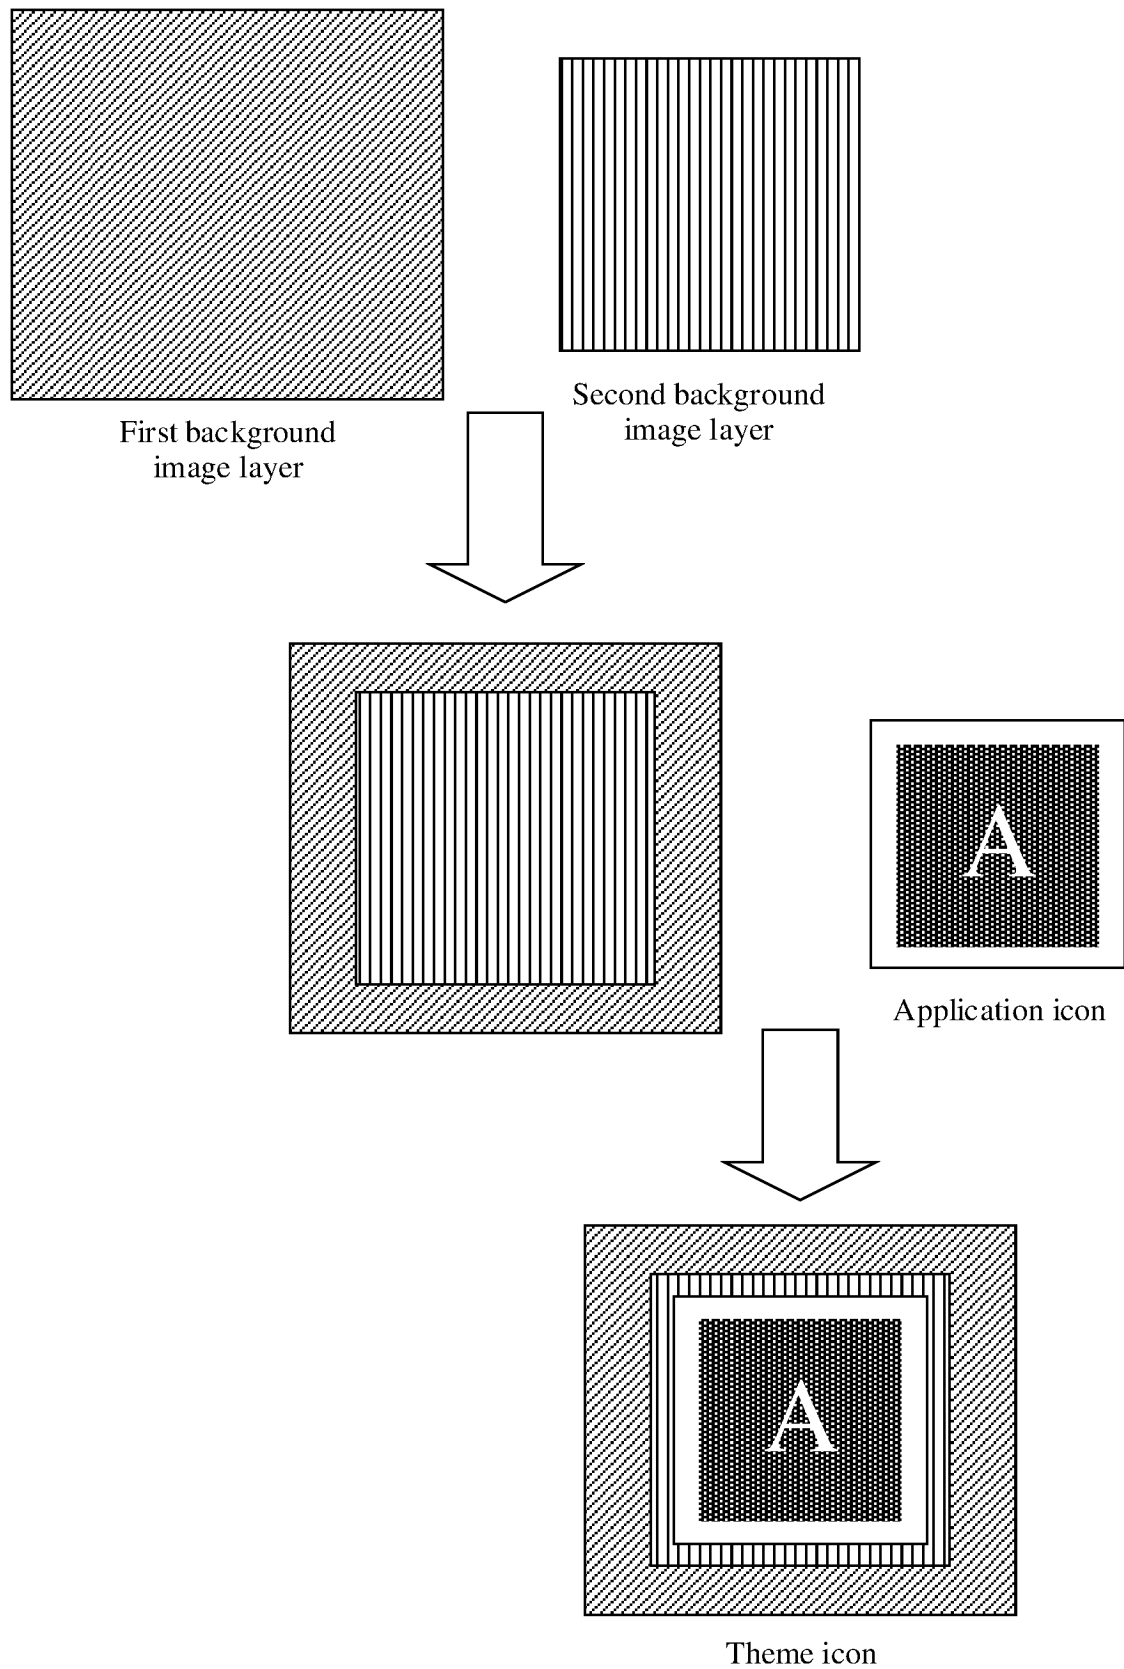 First background
image layer
Second background
image layer
A
Application icon
A
Theme icon